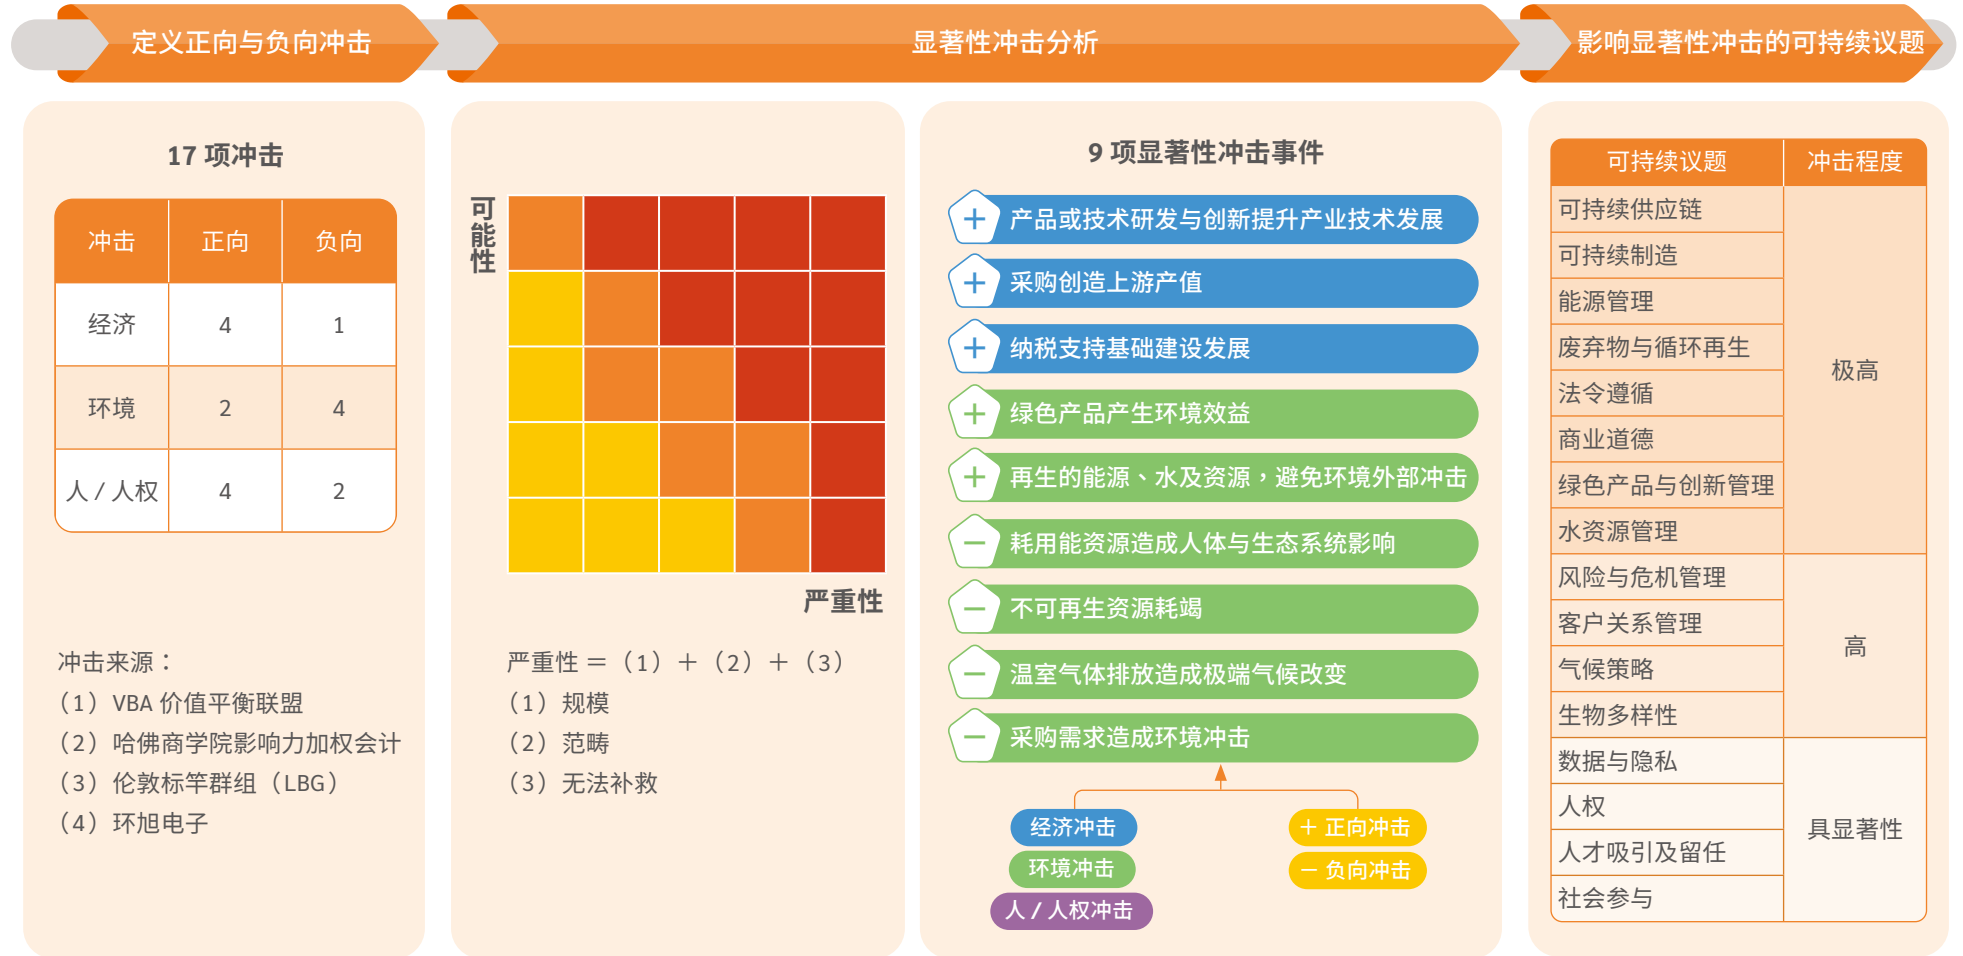 定义正向与负向冲击
显著性冲击分析
影响显著性冲击的可持续议题
17 项冲击
冲击 正向 负向
经济 4 1
环境 2 4
人 / 人权 4 2
冲击来源：
（1）VBA 价值平衡联盟
（2）哈佛商学院影响力加权会计
（3）伦敦标竿群组（LBG）
（4）环旭电子
可能性
严重性
严重性 ＝（1）＋（2）＋（3）
（1）规模
（2）范畴
（3）无法补救
9 项显著性冲击事件
＋ 产品或技术研发与创新提升产业技术发展
＋ 采购创造上游产值
＋ 纳税支持基础建设发展
＋ 绿色产品产生环境效益
＋ 再生的能源、水及资源，避免环境外部冲击
－ 耗用能资源造成人体与生态系统影响
－ 不可再生资源耗竭
－ 温室气体排放造成极端气候改变
－ 采购需求造成环境冲击
经济冲击
环境冲击
人 / 人权冲击
＋ 正向冲击
－ 负向冲击
可持续议题 冲击程度
可持续供应链
可持续制造
能源管理
废弃物与循环再生
法令遵循
商业道德
绿色产品与创新管理
水资源管理
极高
风险与危机管理
客户关系管理
气候策略
生物多样性
高
数据与隐私
人权
人才吸引及留任
社会参与
具显著性